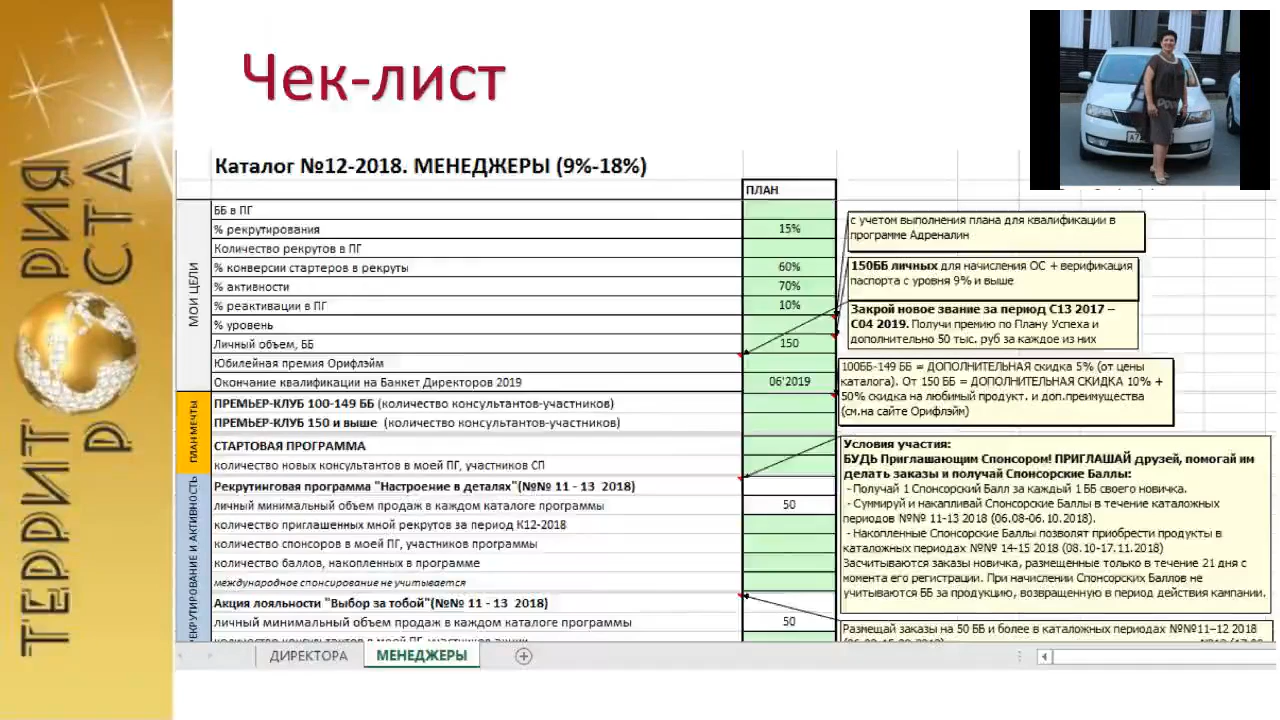 ТЕРРИТОРИЯ
СТАРТА
Чек-лист
Каталог №12-2018. МЕНЕДЖЕРЫ (9%-18%)
ПЛАН
МОИ ЦЕЛИ
ББ в ПГ
% рекрутирования 15%
Количество рекрутов в ПГ
% конверсии стартеров в рекруты 60%
% активности 70%
% реактивации в ПГ 10%
% уровень
Личный объем, ББ 150
Юбилейная премия Орифлэйм
Окончание квалификации на Банкет Директоров 2019 06'2019
ПЛАН МЕЧТЫ
ПРЕМЬЕР-КЛУБ 100-149 ББ (количество консультантов-участников)
ПРЕМЬЕР-КЛУБ 150 и выше (количество консультантов-участников)
СТАРТОВАЯ ПРОГРАММА
количество новых консультантов в моей ПГ, участников СП
РЕКРУТИРОВАНИЕ И АКТИВНОСТЬ
Рекрутинговая программа "Настроение в деталях"(№№ 11 - 13 2018)
личный минимальный объем продаж в каждом каталоге программы 50
количество приглашенных мной рекрутов за период К12-2018
количество спонсоров в моей ПГ, участников программы
количество баллов, накопленных в программе
международное спонсирование не учитывается
Акция лояльности "Выбор за тобой"(№№ 11 - 13 2018)
личный минимальный объем продаж в каждом каталоге программы 50
с учетом выполнения плана для квалификации в
программе Адреналин
150ББ личных для начисления ОС + верификация
паспорта с уровня 9% и выше
Закрой новое звание за период С13 2017 –
С04 2019. Получи премию по Плану Успеха и
дополнительно 50 тыс. руб за каждое из них
100ББ-149 ББ = ДОПОЛНИТЕЛЬНАЯ скидка 5% (от цены
каталога). От 150 ББ = ДОПОЛНИТЕЛЬНАЯ СКИДКА 10% +
50% скидка на любимый продукт. и доп.преимущества
(см.на сайте Орифлэйм)
Условия участия:
БУДЬ Приглашающим Спонсором! ПРИГЛАШАЙ друзей, помогай им
делать заказы и получай Спонсорские Баллы:
- Получай 1 Спонсорский Балл за каждый 1 ББ своего новичка.
- Суммируй и накапливай Спонсорские Баллы в течение каталожных
периодов №№ 11-13 2018 (06.08-06.10.2018).
- Накопленные Спонсорские Баллы позволят приобрести продукты в
каталожных периодах №№ 14–15 2018 (08.10-17.11.2018)
Засчитываются заказы новичка, размещенные только в течение 21 дня с
момента его регистрации. При начислении Спонсорских Баллов не
учитываются ББ за продукцию, возвращенную в период действия кампании.
Размещай заказы на 50 ББ и более в каталожных периодах №№11–12 2018
ДИРЕКТОРА МЕНЕДЖЕРЫ